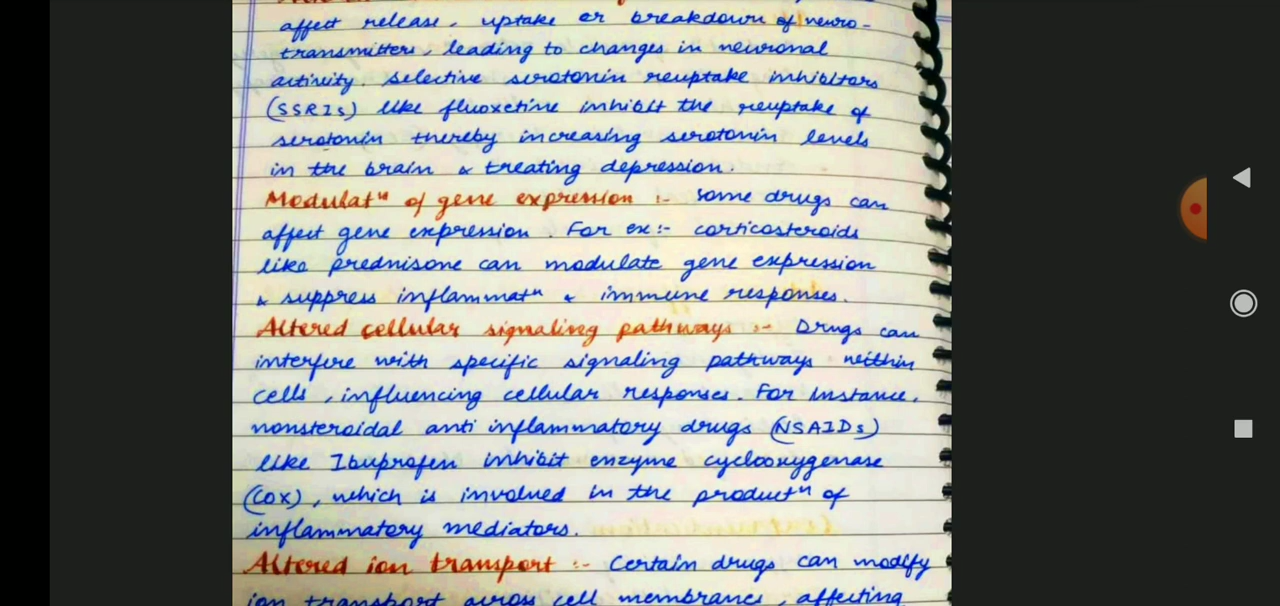 affect release, uptake or breakdown of neuro-
transmitters, leading to changes in neuronal
activity. Selective serotonin reuptake inhibitors
(SSRIs) like fluoxetine inhibit the reuptake of
serotonin thereby increasing serotonin levels
in the brain & treating depression.
Modulatⁿ of gene expression :- Some drugs can
affect gene expression. For ex:- corticosteroids
like prednisone can modulate gene expression
& suppress inflammatⁿ & immune responses.
Altered cellular signaling pathways :- Drugs can
interfere with specific signaling pathways within
cells, influencing cellular responses. For instance,
nonsteroidal anti inflammatory drugs (NSAIDs)
like Ibuprofen inhibit enzyme cyclooxygenase
(COX), which is involved in the productⁿ of
inflammatory mediators.
Altered ion transport :- Certain drugs can modify
ion transport across cell membranes, affecting